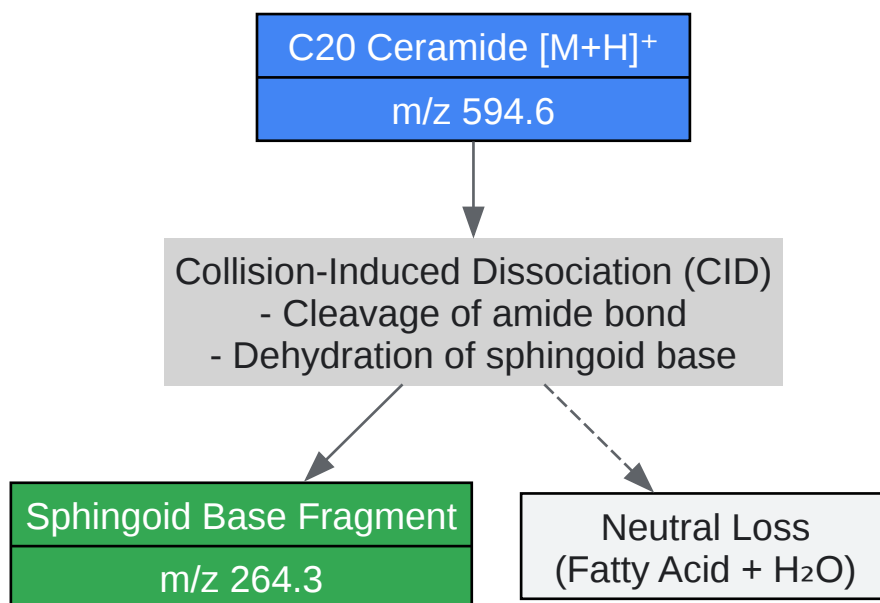 C20 Ceramide [M+H]⁺
m/z 594.6
Collision-Induced Dissociation (CID)
- Cleavage of amide bond
- Dehydration of sphingoid base
Sphingoid Base Fragment
m/z 264.3
Neutral Loss
(Fatty Acid + H₂O)